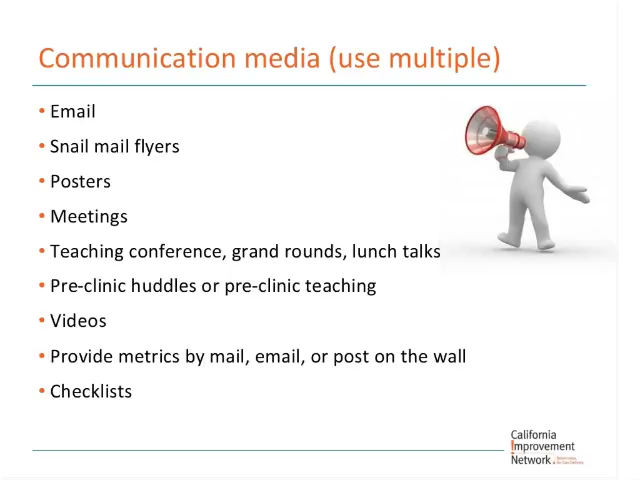 Communication media (use multiple)
• Email
• Snail mail flyers
• Posters
• Meetings
• Teaching conference, grand rounds, lunch talks
• Pre-clinic huddles or pre-clinic teaching
• Videos
• Provide metrics by mail, email, or post on the wall
• Checklists
California
Improvement
Network